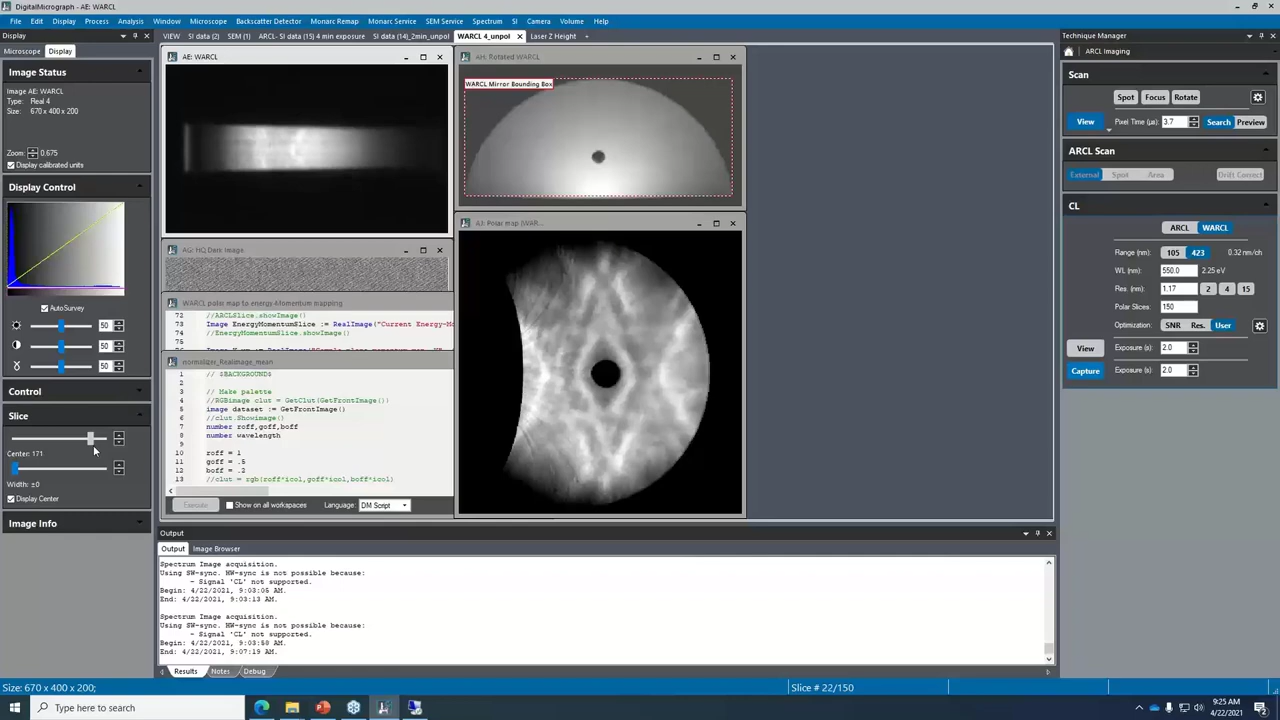 DigitalMicrograph - AE: WARCL
File Edit Display Process Analysis Window Microscope Backscatter Detector Monarc Remap Monarc Service SEM Service Spectrum SI Camera Volume Help
Display
Microscope Display
Image Status
Image AE: WARCL
Type: Real 4
Size: 670 x 400 x 200
Zoom: 0.675
Display calibrated units
Display Control
AutoSurvey
50
50
50
Control
Slice
Center: 171
Width: ±0
Display Center
Image Info
VIEW SI data (2) SEM (1) ARCL- SI data (15) 4 min exposure SI data (14)_2min_unpol WARCL 4_unpol Laser Z Height +
AE: WARCL
AH: Rotated WARCL
WARCL Mirror Bounding Box
AG: HQ Dark Image
WARCL polar map to energy-Momentum mapping
72 //ARCLSlice.showImage()
73 Image EnergyMomentumSlice := RealImage("Current Energy-Mo
74 //EnergyMomentumSlice.showImage()
75
normalizer_RealImage_mean
1 // $BACKGROUND$
2
3 // Make palette
4 //RGBimage clut = GetClut(GetFrontImage())
5 image dataset := GetFrontImage()
6 //clut.Showimage()
7 number roff,goff,boff
8 number wavelength
9
10 roff = 1
11 goff = .5
12 boff = .2
13 //clut = rgb(roff*icol,goff*icol,boff*icol)
Execute Show on all workspaces Language: DM Script
AJ: Polar map (WAR...
Output
Output Image Browser
Spectrum Image acquisition.
Using SW-sync. HW-sync is not possible because:
- Signal 'CL' not supported.
Begin: 4/22/2021, 9:03:05 AM.
End: 4/22/2021, 9:03:13 AM.
Spectrum Image acquisition.
Using SW-sync. HW-sync is not possible because:
- Signal 'CL' not supported.
Begin: 4/22/2021, 9:03:58 AM.
End: 4/22/2021, 9:07:19 AM.
Results Notes Debug
Technique Manager
ARCL Imaging
Scan
Spot Focus Rotate
View Pixel Time (µs): 3.7 Search Preview
ARCL Scan
External Spot Area Drift Correct
CL
ARCL WARCL
Range (nm): 105 423 0.32 nm/ch
WL (nm): 550.0 2.25 eV
Res. (nm): 1.17 2 4 15
Polar Slices: 150
Optimization: SNR Res. User
View Exposure (s): 2.0
Capture Exposure (s): 2.0
Size: 670 x 400 x 200; Slice # 22/150
Type here to search
9:25 AM
4/22/2021
2